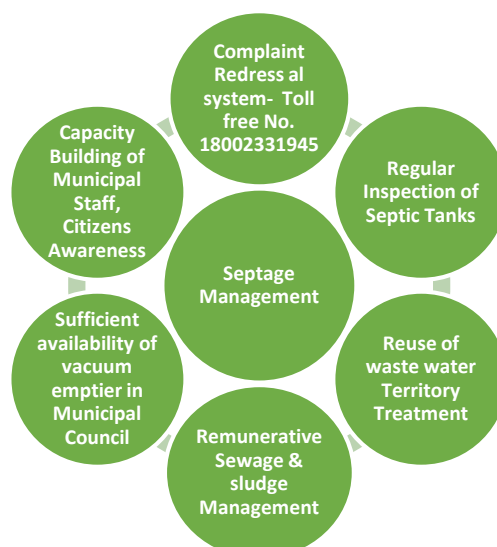 Complaint
Redress al
system-  Toll
free No.
18002331945
Regular
Inspection of
Septic Tanks
Reuse of
waste water
Territory
Treatment
Remunerative
Sewage &
sludge
Management
Sufficient
availability of
vacuum
emptier in
Municipal
Council
Capacity
Building of
Municipal
Staff,
Citizens
Awareness
Septage
Management